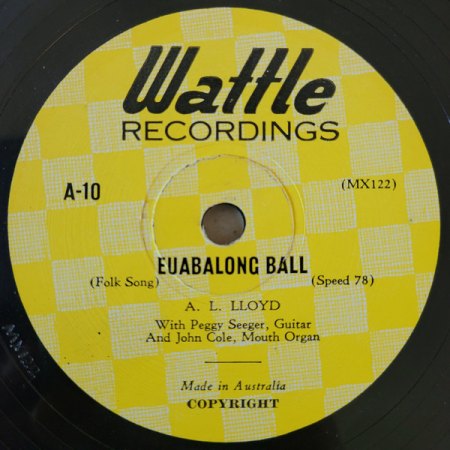 Wattle
RECORDINGS
A-10
(MX122)
EUABALONG BALL
(Folk Song)
(Speed 78)
A. L. LLOYD
With Peggy Seeger, Guitar
And John Cole, Mouth Organ
Made in Australia
COPYRIGHT